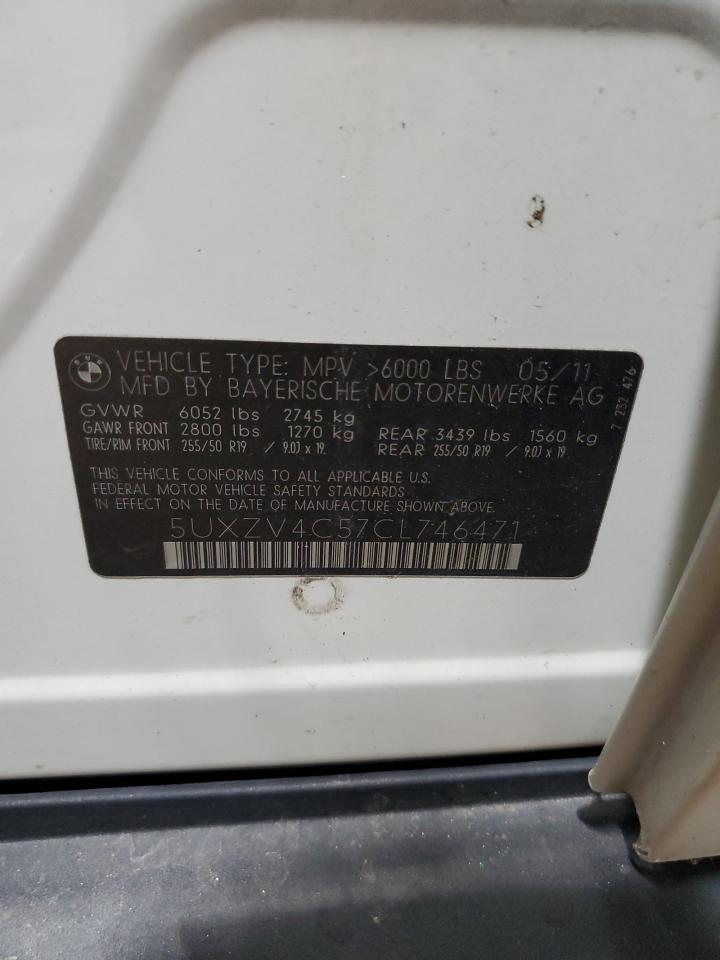 BMW
VEHICLE TYPE: MPV >6000 LBS 05/11
MFD BY BAYERISCHE MOTORENWERKE AG
GVWR 6052 lbs 2745 kg
GAWR FRONT 2800 lbs 1270 kg REAR 3439 lbs 1560 kg
TIRE/RIM FRONT 255/50 R19 / 9.0J x 19 REAR 255/50 R19 / 9.0J x 19
THIS VEHICLE CONFORMS TO ALL APPLICABLE U.S.
FEDERAL MOTOR VEHICLE SAFETY STANDARDS
IN EFFECT ON THE DATE OF MANUFACTURE SHOWN ABOVE.
5UXZV4C57CL746471
7 232 476